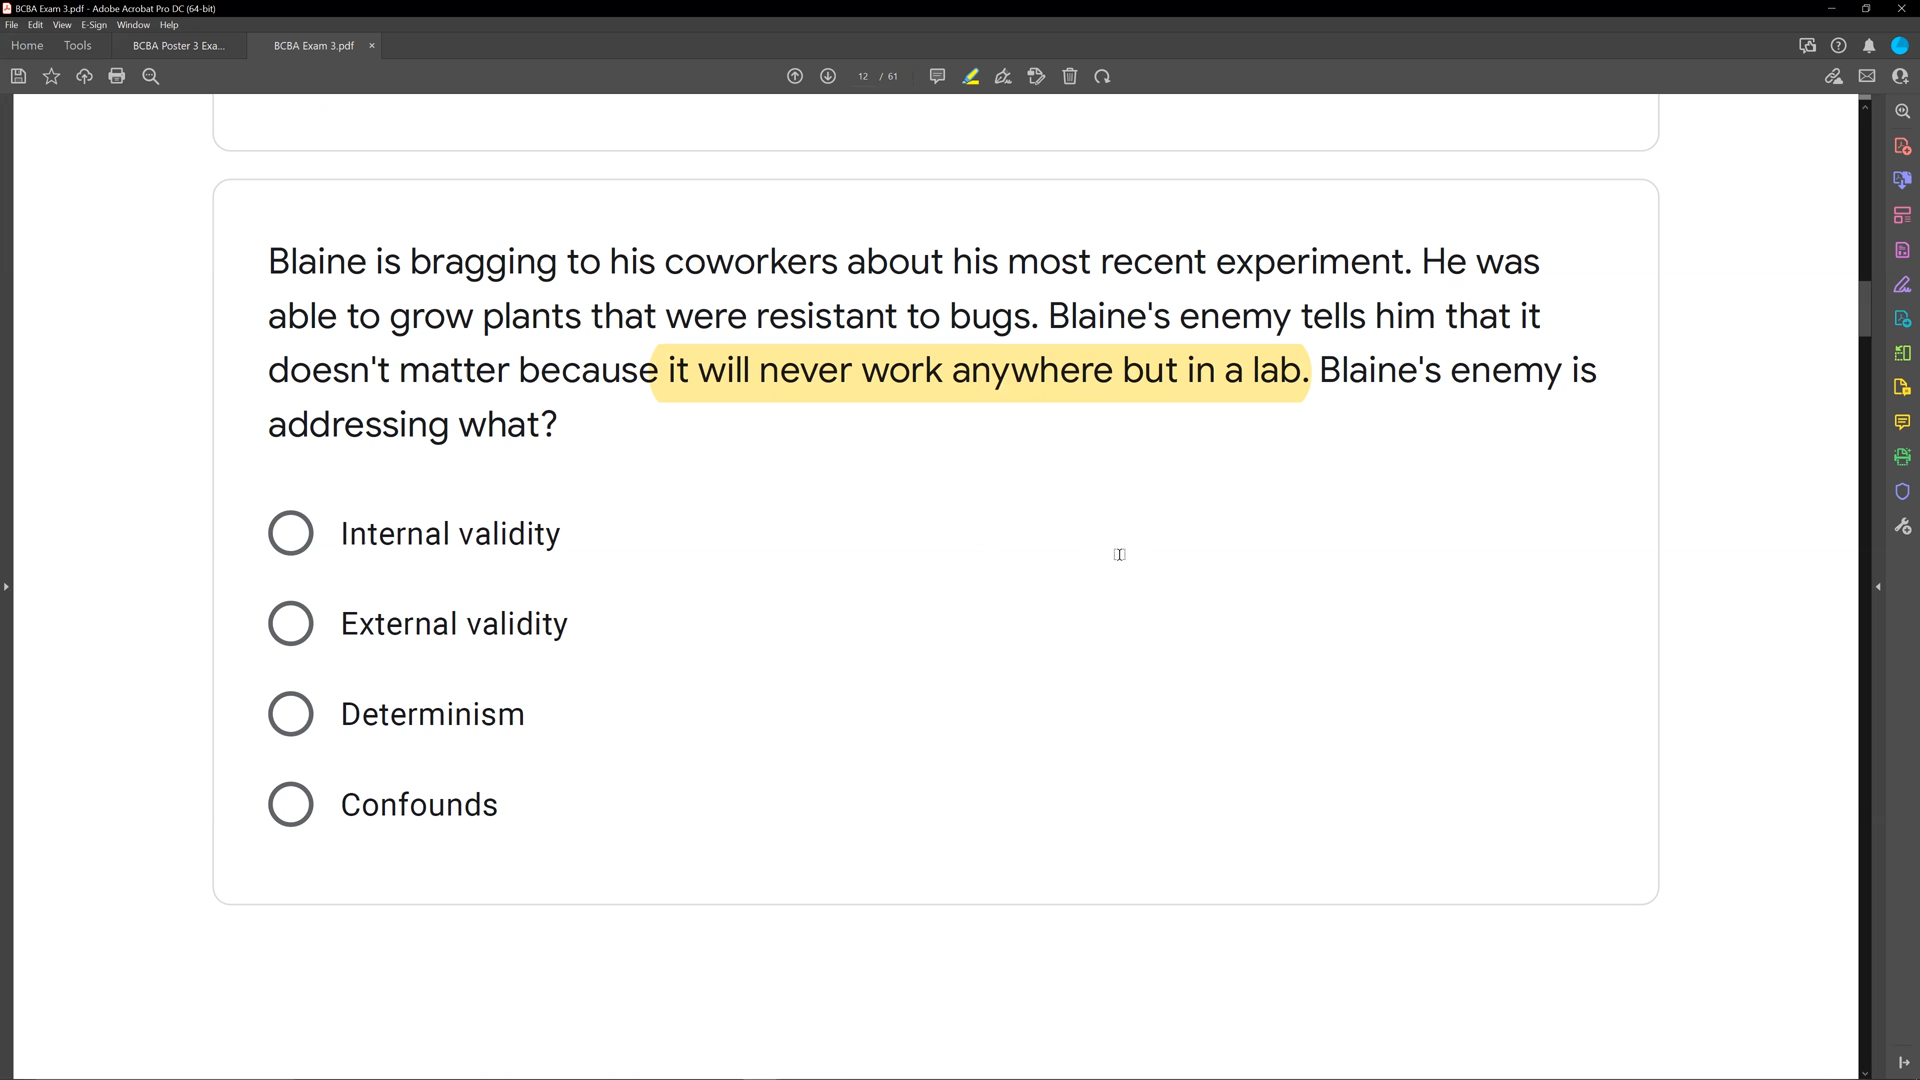 BCBA Exam 3.pdf - Adobe Acrobat Pro DC (64-bit)
File Edit View E-Sign Window Help
Home Tools BCBA Poster 3 Exa... BCBA Exam 3.pdf ×
12 / 61
Blaine is bragging to his coworkers about his most recent experiment. He was
able to grow plants that were resistant to bugs. Blaine's enemy tells him that it
doesn't matter because it will never work anywhere but in a lab. Blaine's enemy is
addressing what?
Internal validity
External validity
Determinism
Confounds